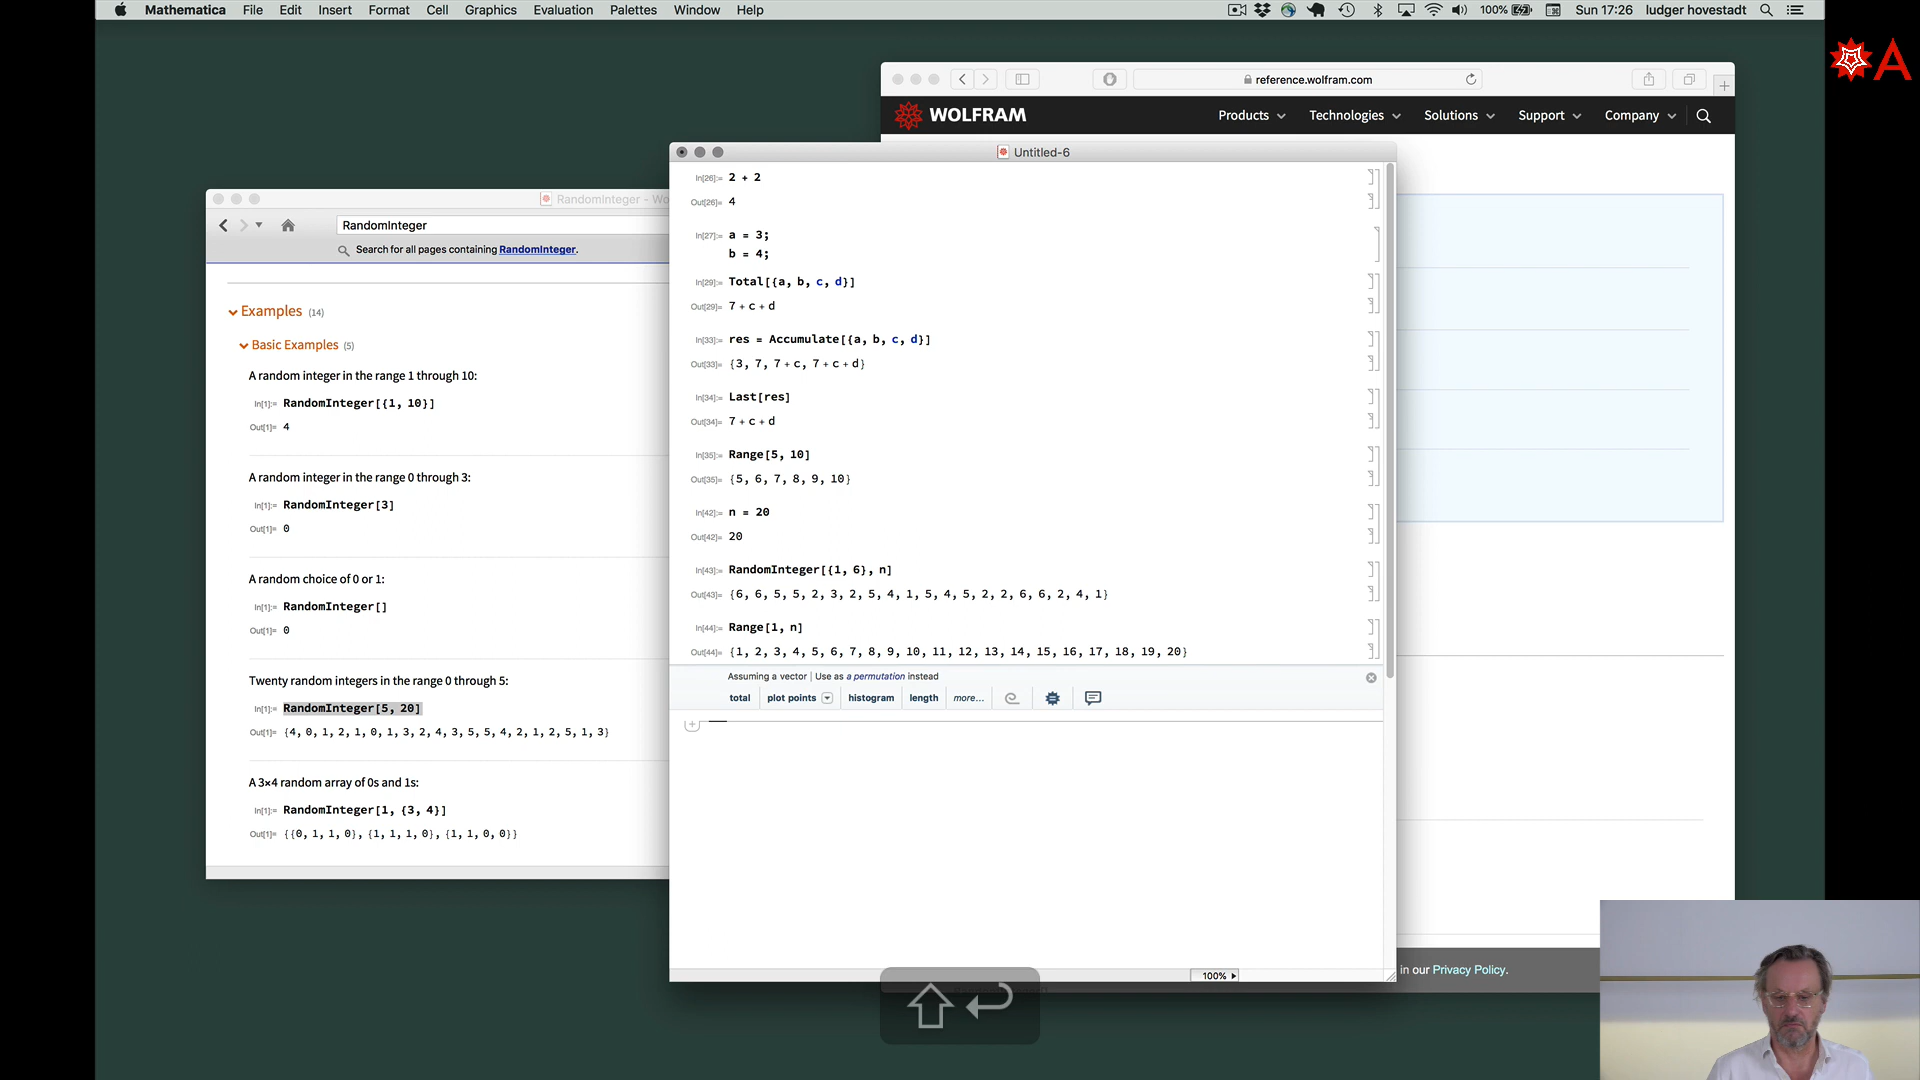 Mathematica File Edit Insert Format Cell Graphics Evaluation Palettes Window Help 100% Sun 17:26 ludger hovestadt
A
reference.wolfram.com
WOLFRAM Products Technologies Solutions Support Company
Untitled-6
In[26]:= 2 + 2
Out[26]= 4
In[27]:= a = 3;
b = 4;
In[29]:= Total[{a, b, c, d}]
Out[29]= 7 + c + d
In[33]:= res = Accumulate[{a, b, c, d}]
Out[33]= {3, 7, 7 + c, 7 + c + d}
In[34]:= Last[res]
Out[34]= 7 + c + d
In[35]:= Range[5, 10]
Out[35]= {5, 6, 7, 8, 9, 10}
In[42]:= n = 20
Out[42]= 20
In[43]:= RandomInteger[{1, 6}, n]
Out[43]= {6, 6, 5, 5, 2, 3, 2, 5, 4, 1, 5, 4, 5, 2, 2, 6, 6, 2, 4, 1}
In[44]:= Range[1, n]
Out[44]= {1, 2, 3, 4, 5, 6, 7, 8, 9, 10, 11, 12, 13, 14, 15, 16, 17, 18, 19, 20}
Assuming a vector | Use as a permutation instead
total plot points histogram length more...
100%
RandomInteger - Wo
RandomInteger
Search for all pages containing RandomInteger.
Examples (14)
Basic Examples (5)
A random integer in the range 1 through 10:
In[1]:= RandomInteger[{1, 10}]
Out[1]= 4
A random integer in the range 0 through 3:
In[1]:= RandomInteger[3]
Out[1]= 0
A random choice of 0 or 1:
In[1]:= RandomInteger[]
Out[1]= 0
Twenty random integers in the range 0 through 5:
In[1]:= RandomInteger[5, 20]
Out[1]= {4, 0, 1, 2, 1, 0, 1, 3, 2, 4, 3, 5, 5, 4, 2, 1, 2, 5, 1, 3}
A 3×4 random array of 0s and 1s:
In[1]:= RandomInteger[1, {3, 4}]
Out[1]= {{0, 1, 1, 0}, {1, 1, 1, 0}, {1, 1, 0, 0}}
in our Privacy Policy.